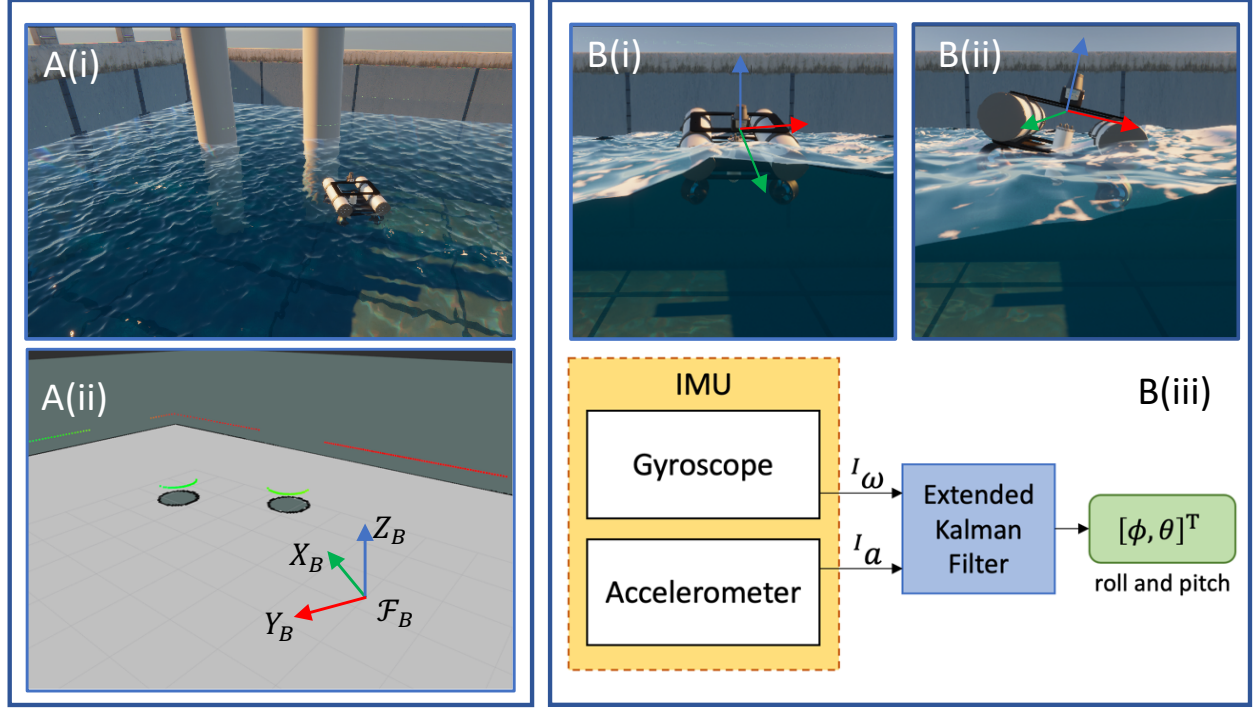 A(i)
A(ii)
Z_B
X_B
Y_B
ℱ_B
B(i)
B(ii)
B(iii)
IMU
Gyroscope
Accelerometer
ᴵω
ᴵa
Extended
Kalman
Filter
[ϕ, θ]ᵀ
roll and pitch